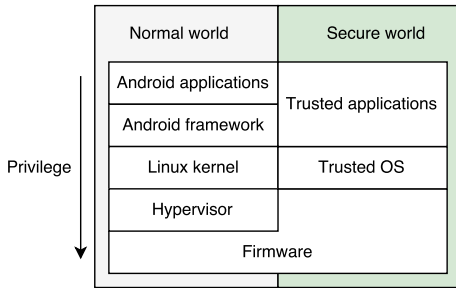 Normal world
Secure world
Android applications
Trusted applications
Android framework
Privilege
Linux kernel
Trusted OS
Hypervisor
Firmware